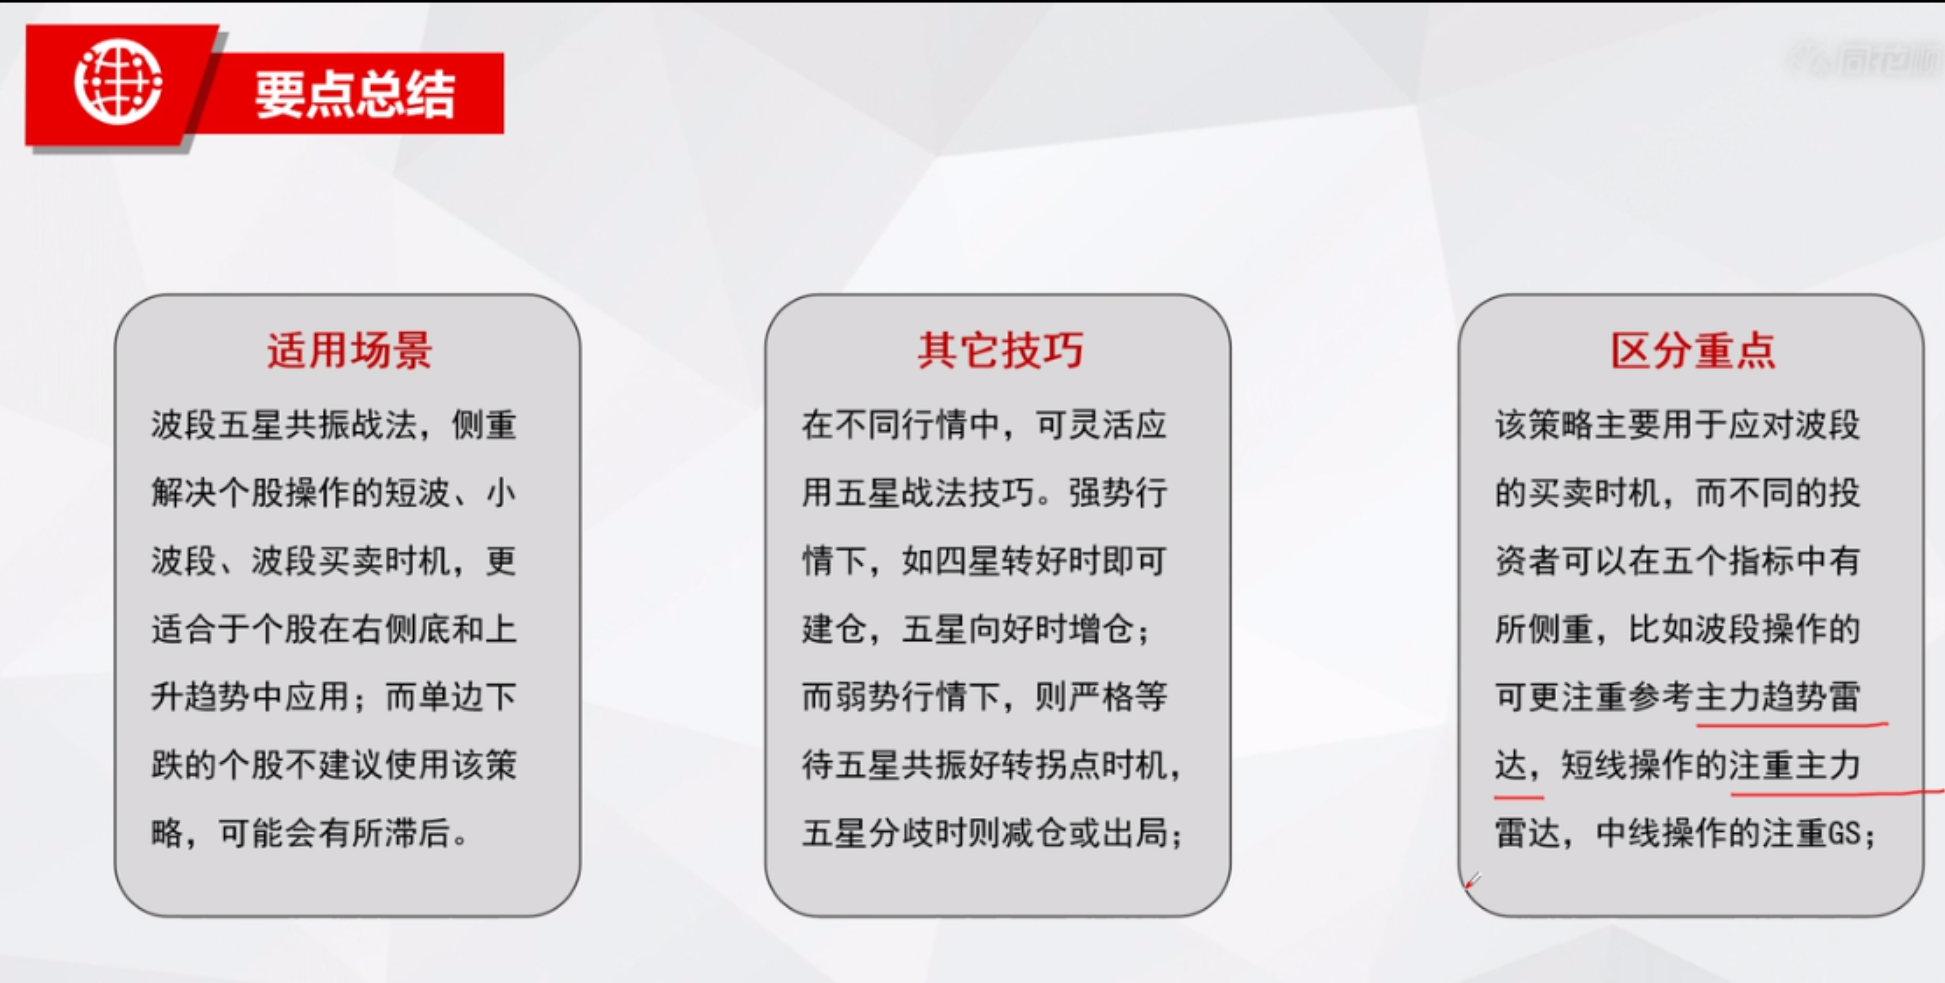 要点总结
适用场景
波段五星共振战法，侧重
解决个股操作的短波、小
波段、波段买卖时机，更
适合于个股在右侧底和上
升趋势中应用；而单边下
跌的个股不建议使用该策
略，可能会有所滞后。
其它技巧
在不同行情中，可灵活应
用五星战法技巧。强势行
情下，如四星转好时即可
建仓，五星向好时增仓；
而弱势行情下，则严格等
待五星共振好转拐点时机，
五星分歧时则减仓或出局；
区分重点
该策略主要用于应对波段
的买卖时机，而不同的投
资者可以在五个指标中有
所侧重，比如波段操作的
可更注重参考主力趋势雷
达，短线操作的注重主力
雷达，中线操作的注重GS；